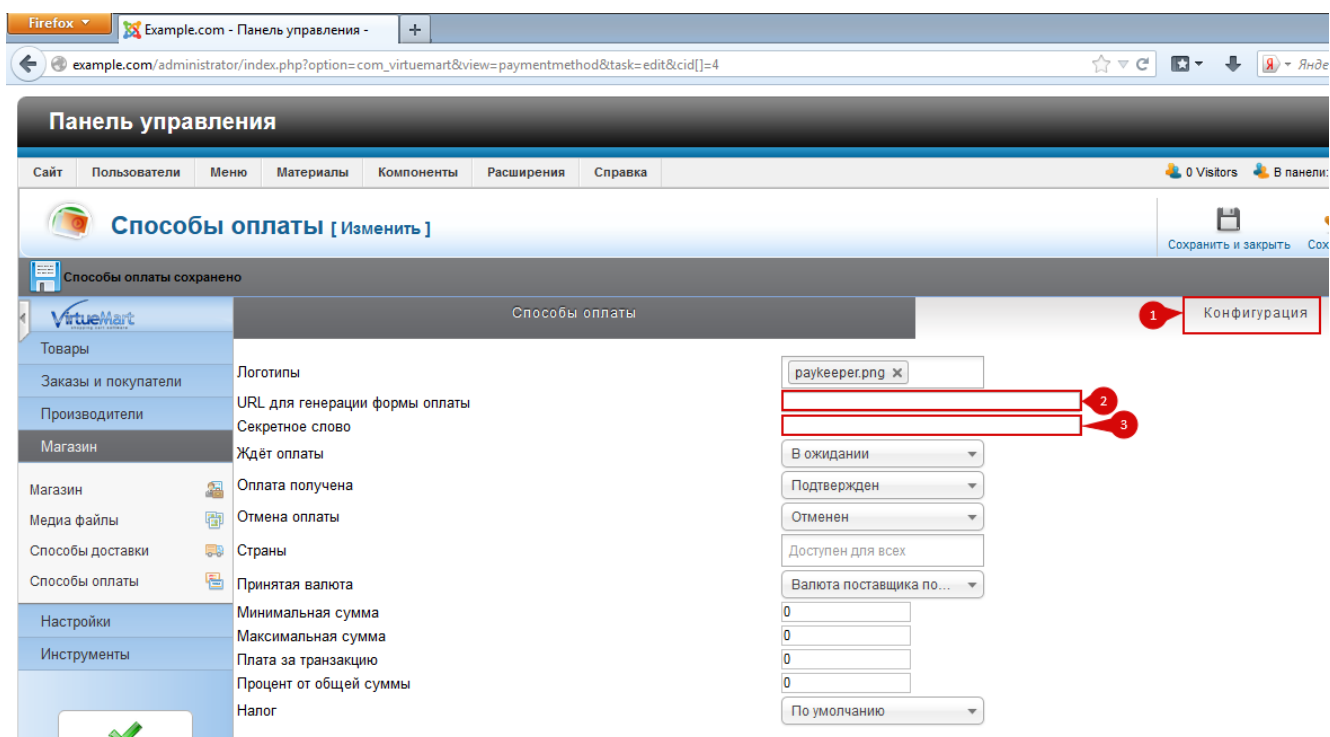 Firefox
Example.com - Панель управления -
example.com/administrator/index.php?option=com_virtuemart&view=paymentmethod&task=edit&cid[]=4
Панель управления
Сайт Пользователи Меню Материалы Компоненты Расширения Справка 0 Visitors В панели:
Способы оплаты [ Изменить ]
Сохранить и закрыть
Способы оплаты сохранено
VirtueMart
Способы оплаты
1
Конфигурация
Товары
Заказы и покупатели
Производители
Магазин
Магазин
Медиа файлы
Способы доставки
Способы оплаты
Настройки
Инструменты
Логотипы paykeeper.png
URL для генерации формы оплаты 2
Секретное слово 3
Ждёт оплаты В ожидании
Оплата получена Подтвержден
Отмена оплаты Отменен
Страны Доступен для всех
Принятая валюта Валюта поставщика по...
Минимальная сумма 0
Максимальная сумма 0
Плата за транзакцию 0
Процент от общей суммы 0
Налог По умолчанию